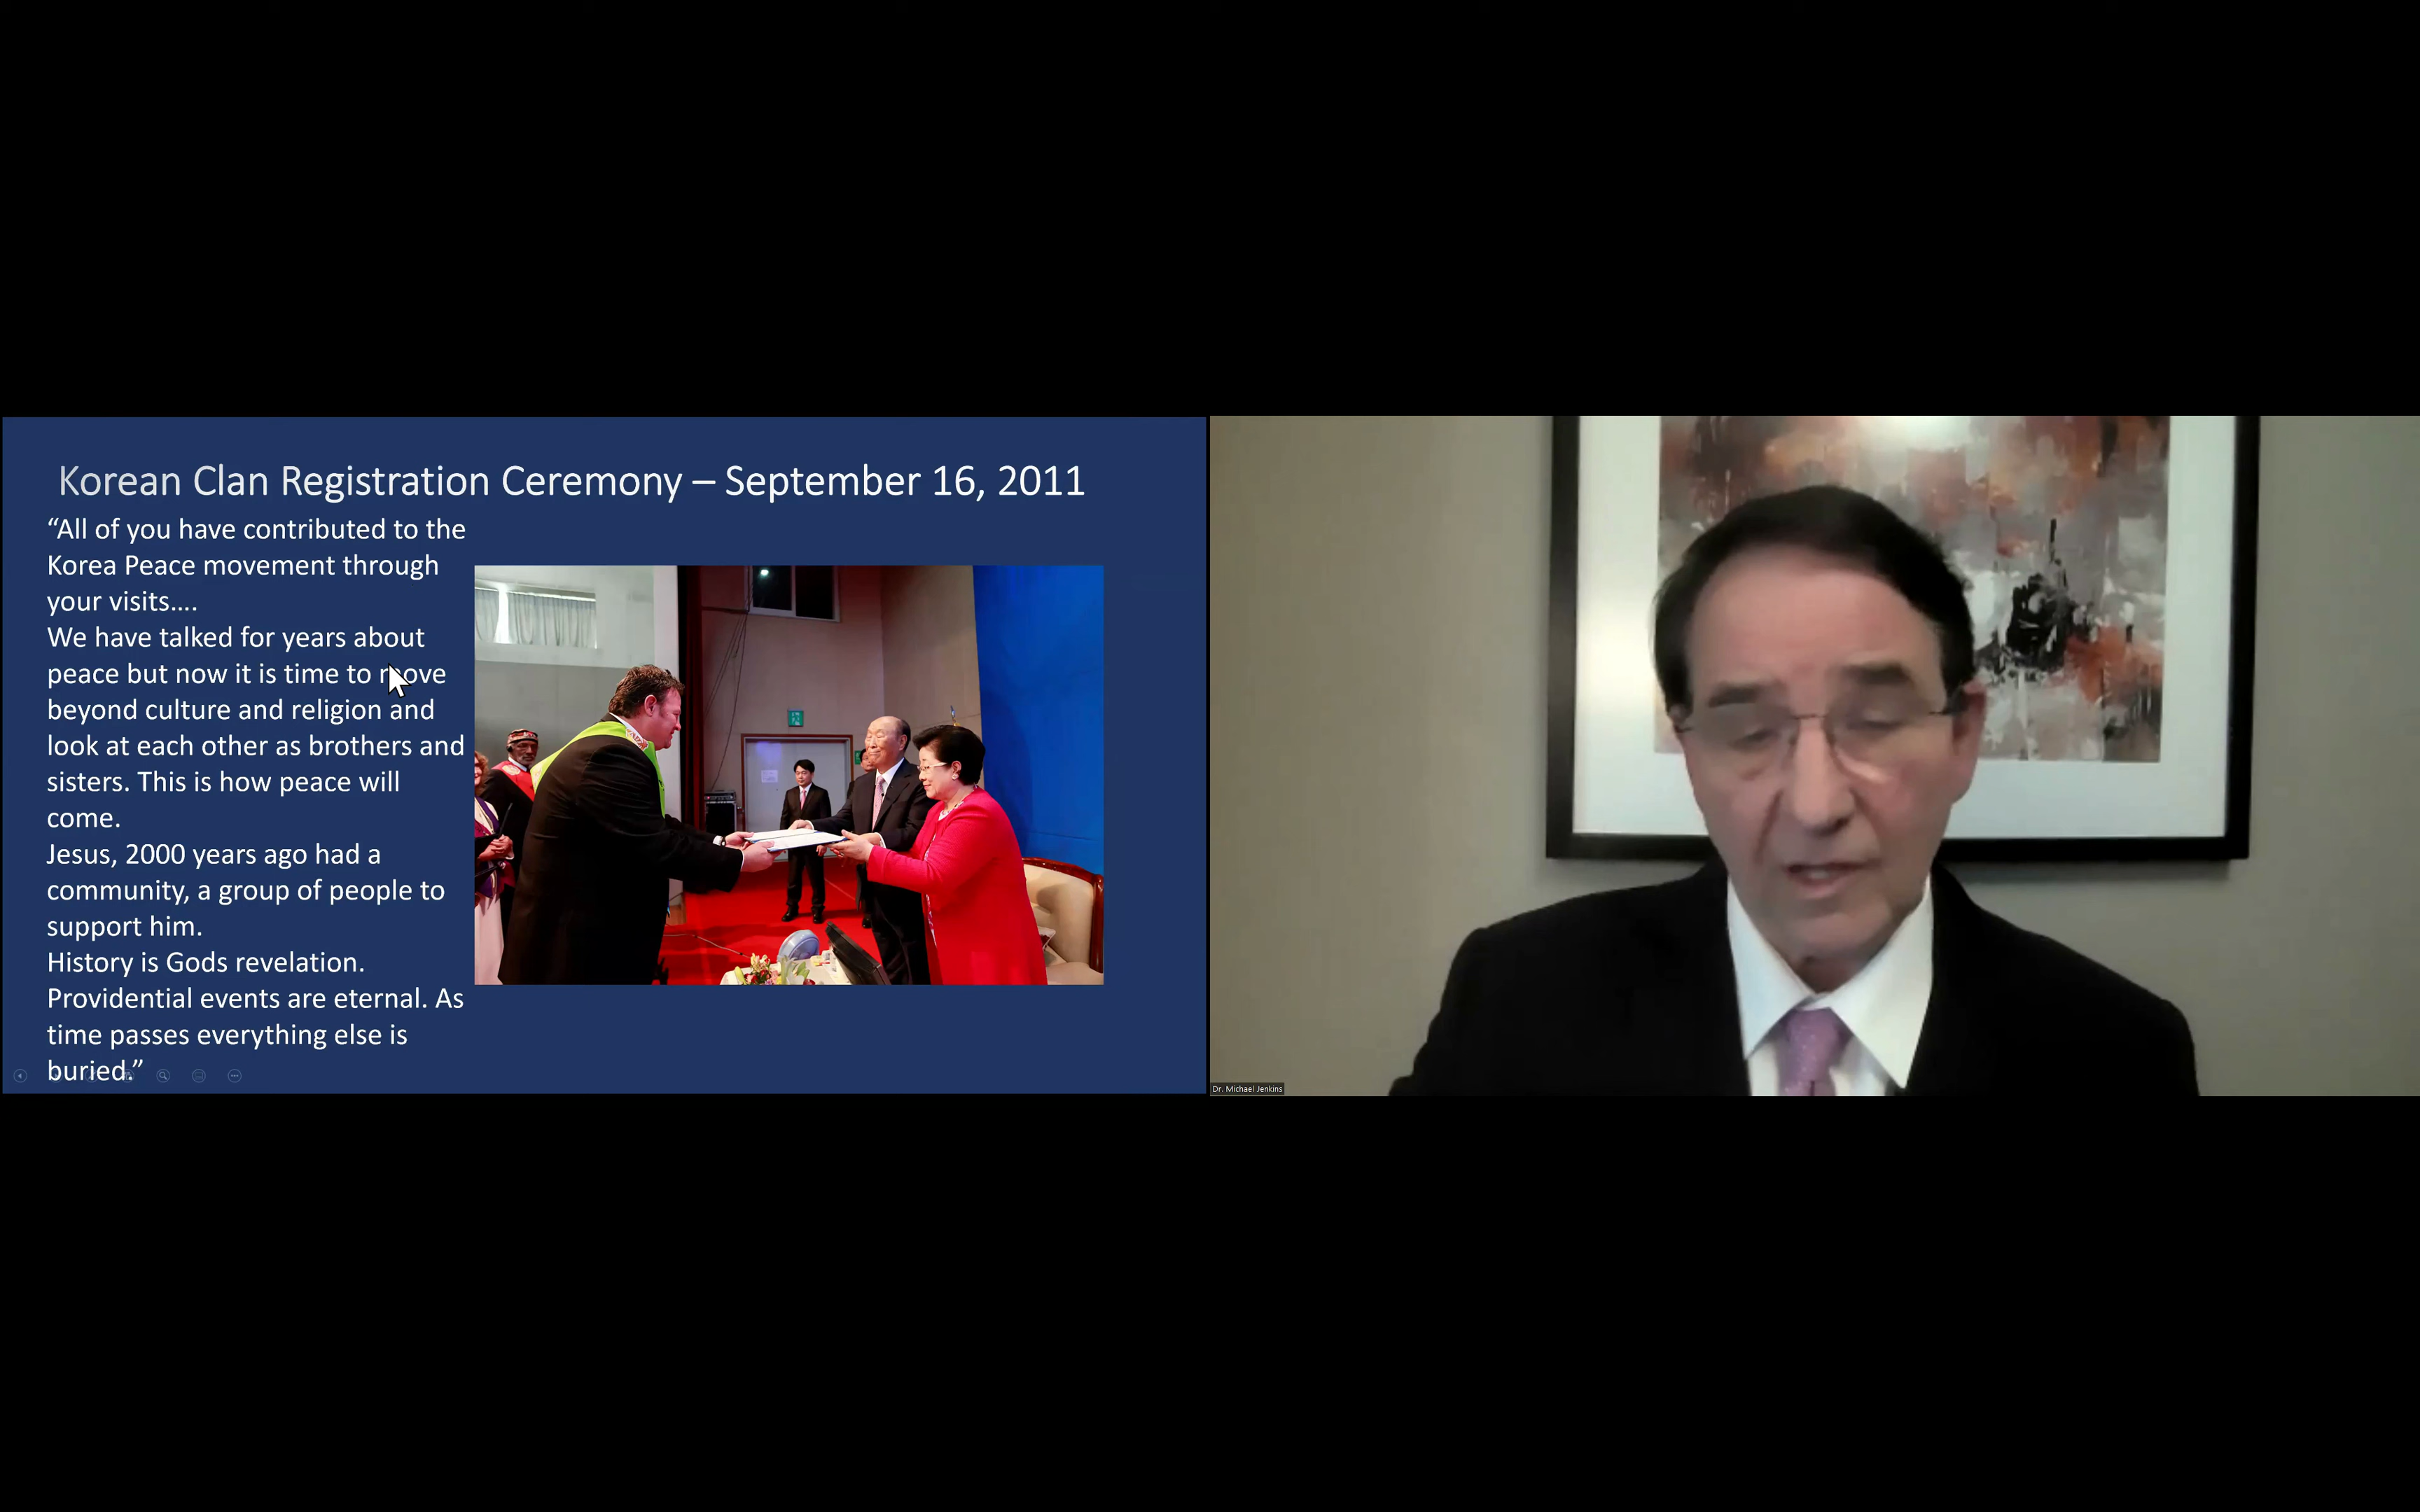 Korean Clan Registration Ceremony – September 16, 2011
“All of you have contributed to the
Korea Peace movement through
your visits….
We have talked for years about
peace but now it is time to move
beyond culture and religion and
look at each other as brothers and
sisters. This is how peace will
come.
Jesus, 2000 years ago had a
community, a group of people to
support him.
History is Gods revelation.
Providential events are eternal. As
time passes everything else is
buried.”
Dr. Michael Jenkins